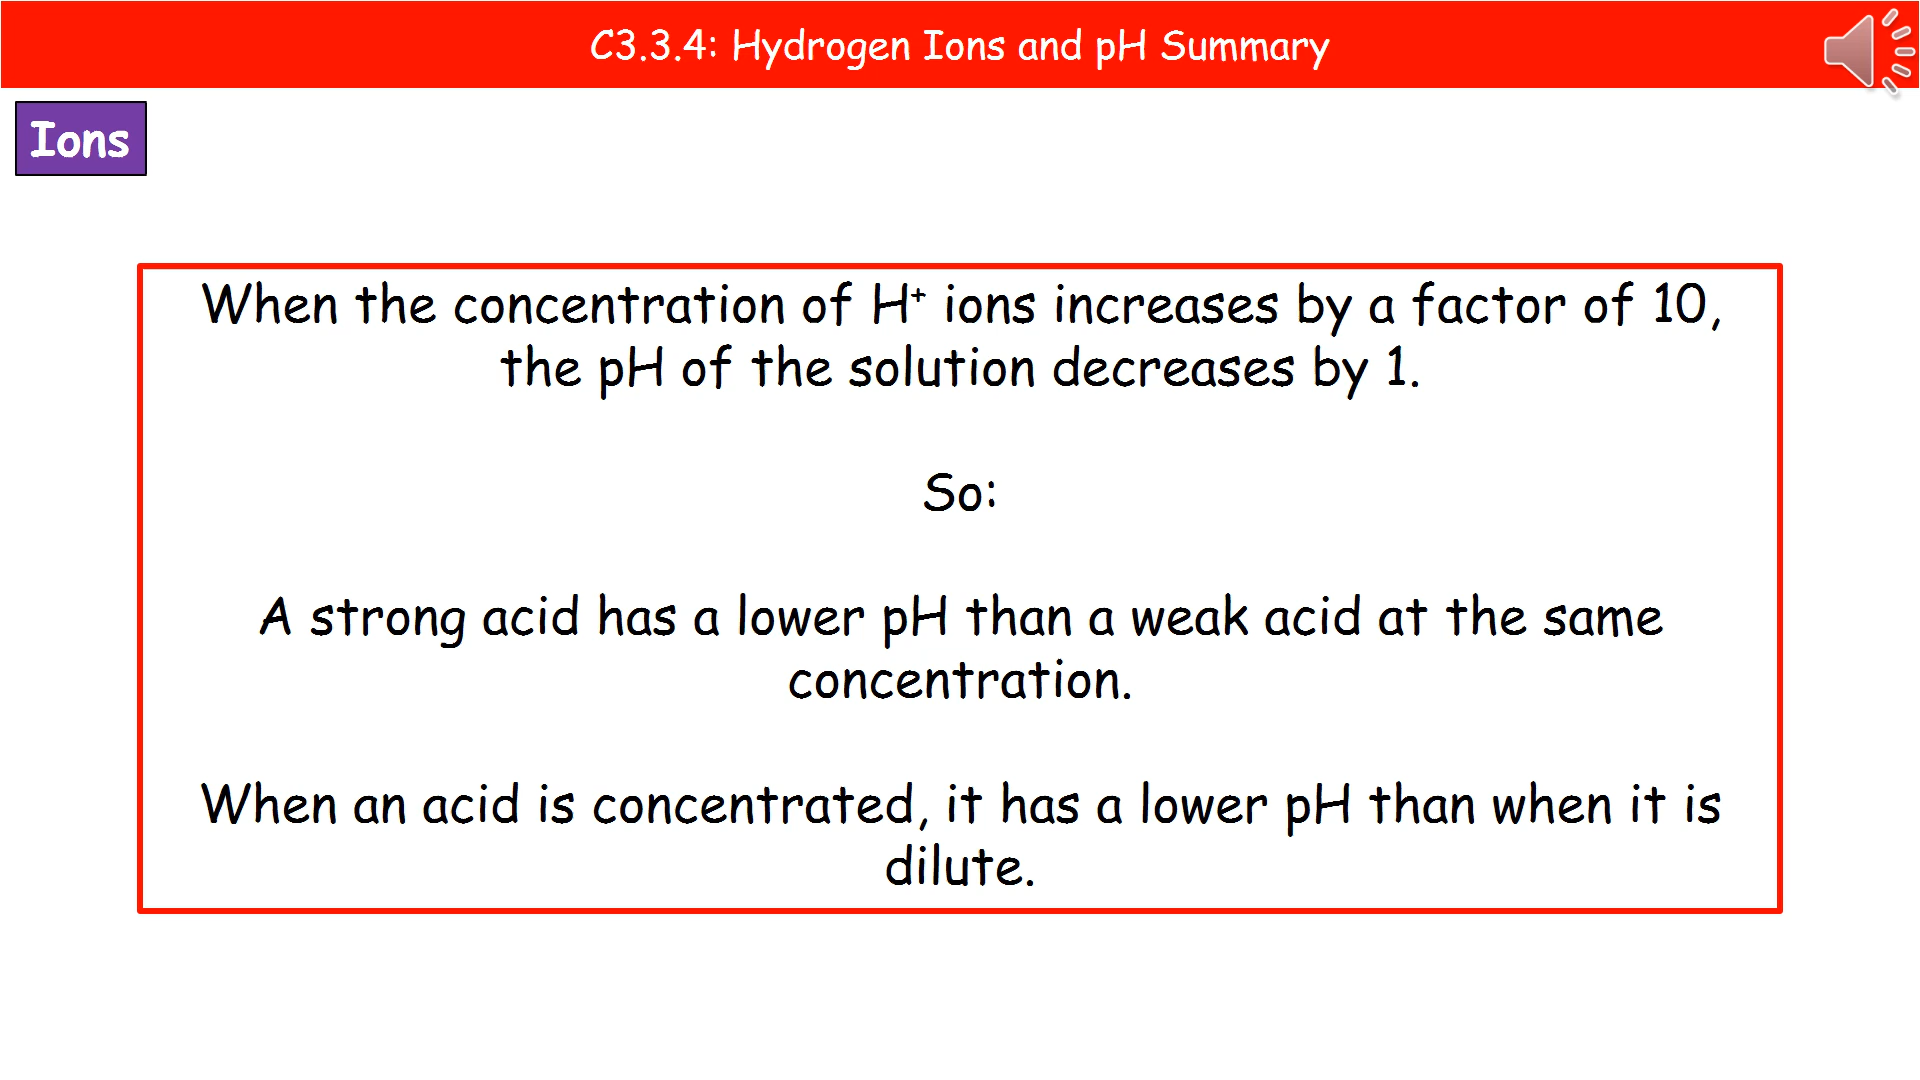 C3.3.4: Hydrogen Ions and pH Summary
Ions
When the concentration of H⁺ ions increases by a factor of 10,
the pH of the solution decreases by 1.
So:
A strong acid has a lower pH than a weak acid at the same
concentration.
When an acid is concentrated, it has a lower pH than when it is
dilute.